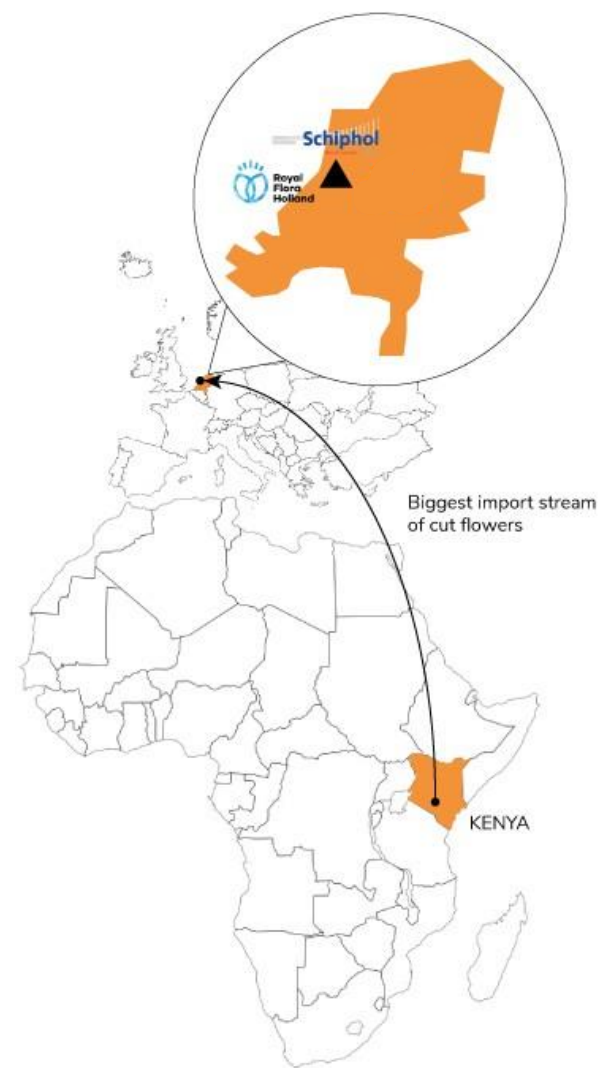 Schiphol
Royal
Flora
Holland
Biggest import stream
of cut flowers
KENYA